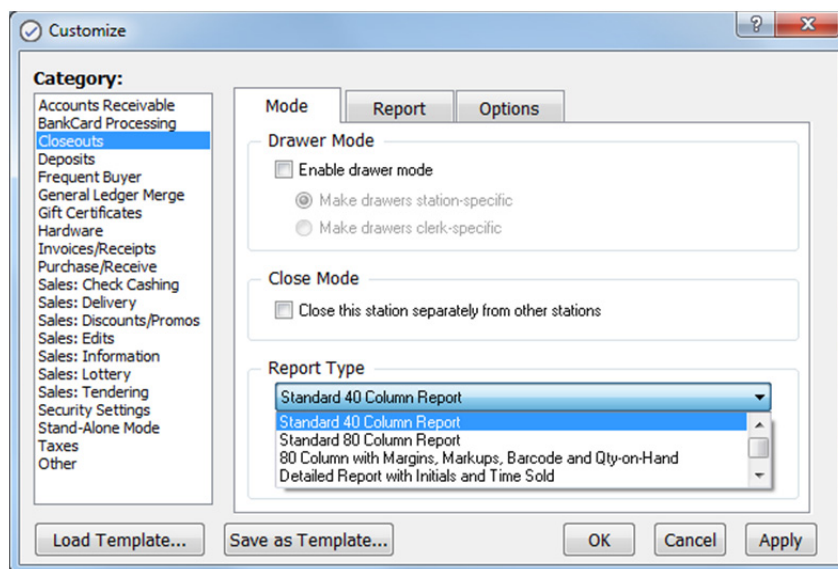 Customize
Category:
Accounts Receivable
BankCard Processing
Closeouts
Deposits
Frequent Buyer
General Ledger Merge
Gift Certificates
Hardware
Invoices/Receipts
Purchase/Receive
Sales: Check Cashing
Sales: Delivery
Sales: Discounts/Promos
Sales: Edits
Sales: Information
Sales: Lottery
Sales: Tendering
Security Settings
Stand-Alone Mode
Taxes
Other
Mode Report Options
Drawer Mode
Enable drawer mode
Make drawers station-specific
Make drawers clerk-specific
Close Mode
Close this station separately from other stations
Report Type
Standard 40 Column Report
Standard 40 Column Report
Standard 80 Column Report
80 Column with Margins, Markups, Barcode and Qty-on-Hand
Detailed Report with Initials and Time Sold
Load Template... Save as Template... OK Cancel Apply